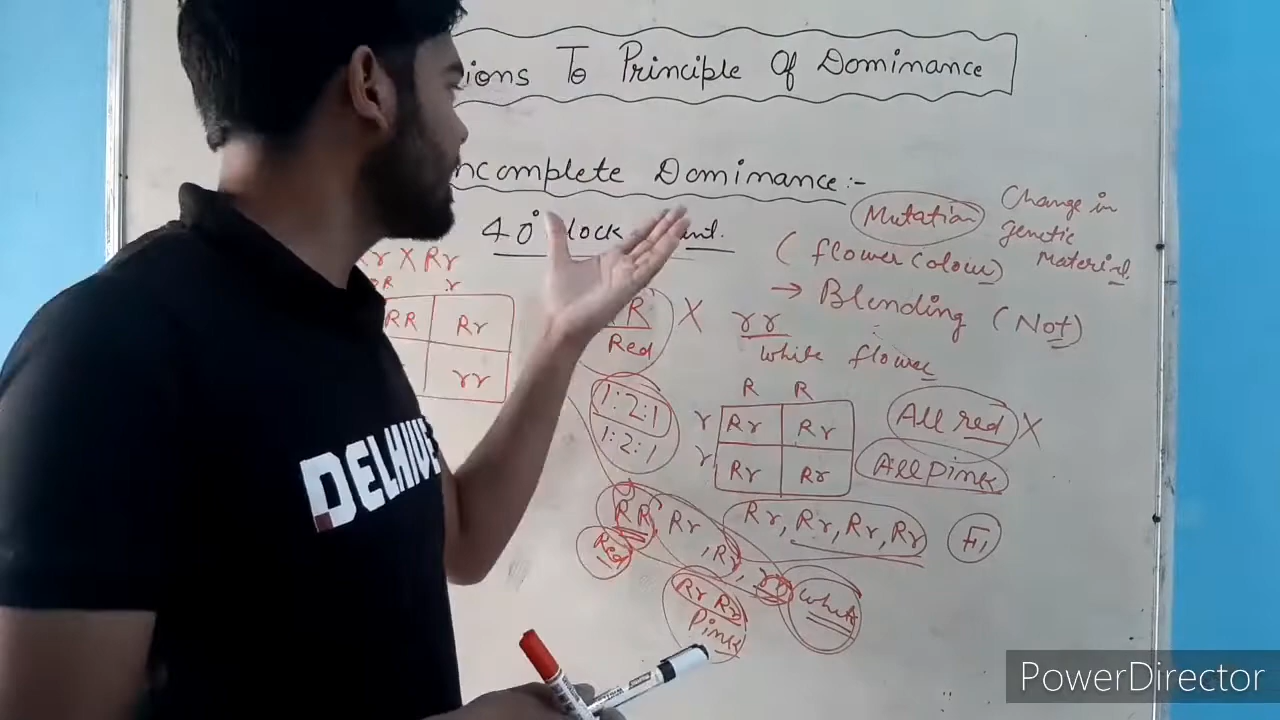 ions To Principle Of Dominance
ncomplete Dominance:-
Mutation
Change in
genetic
Material.
40° lock
(flower Colour)
→ Blending (Not)
Rr X Rr
R r
RR Rr
rr
R X rr
Red
white flower
1:2:1
1:2:1
R R
r Rr Rr
r Rr Rr
All red X
All Pink
RR, Rr, Rr, rr
Rr, Rr, Rr, Rr
F1
Red
White
Rr Rr
Pink
DELHIVE
PowerDirector